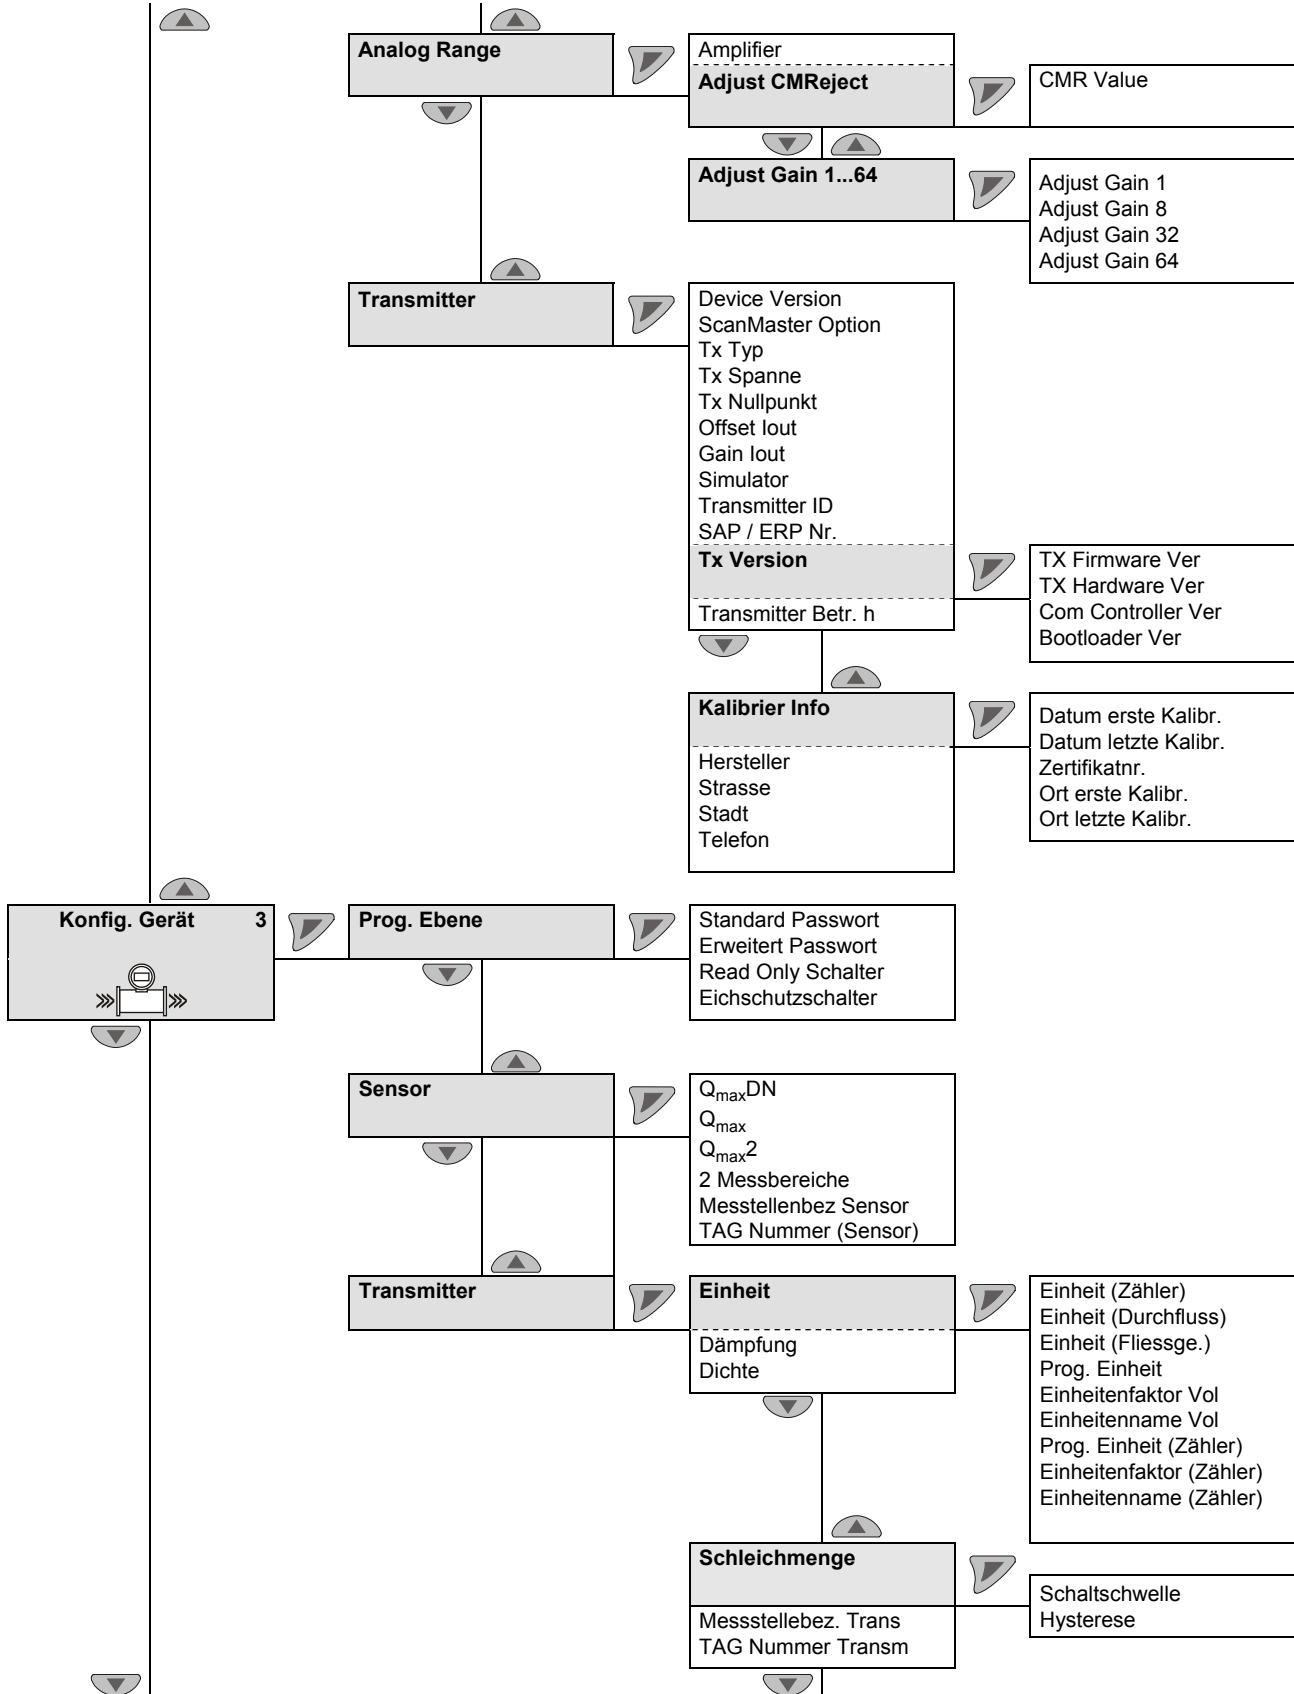 Analog Range
Amplifier
Adjust CMReject
CMR Value
Adjust Gain 1...64
Adjust Gain 1
Adjust Gain 8
Adjust Gain 32
Adjust Gain 64
Transmitter
Device Version
ScanMaster Option
Tx Typ
Tx Spanne
Tx Nullpunkt
Offset Iout
Gain Iout
Simulator
Transmitter ID
SAP / ERP Nr.
Tx Version
Transmitter Betr. h
TX Firmware Ver
TX Hardware Ver
Com Controller Ver
Bootloader Ver
Kalibrier Info
Hersteller
Strasse
Stadt
Telefon
Datum erste Kalibr.
Datum letzte Kalibr.
Zertifikatnr.
Ort erste Kalibr.
Ort letzte Kalibr.
Konfig. Gerät 3
Prog. Ebene
Standard Passwort
Erweitert Passwort
Read Only Schalter
Eichschutzschalter
Sensor
QmaxDN
Qmax
Qmax2
2 Messbereiche
Messtellenbez Sensor
TAG Nummer (Sensor)
Transmitter
Einheit
Dämpfung
Dichte
Einheit (Zähler)
Einheit (Durchfluss)
Einheit (Fliessge.)
Prog. Einheit
Einheitenfaktor Vol
Einheitenname Vol
Prog. Einheit (Zähler)
Einheitenfaktor (Zähler)
Einheitenname (Zähler)
Schleichmenge
Messstellebez. Trans
TAG Nummer Transm
Schaltschwelle
Hysterese